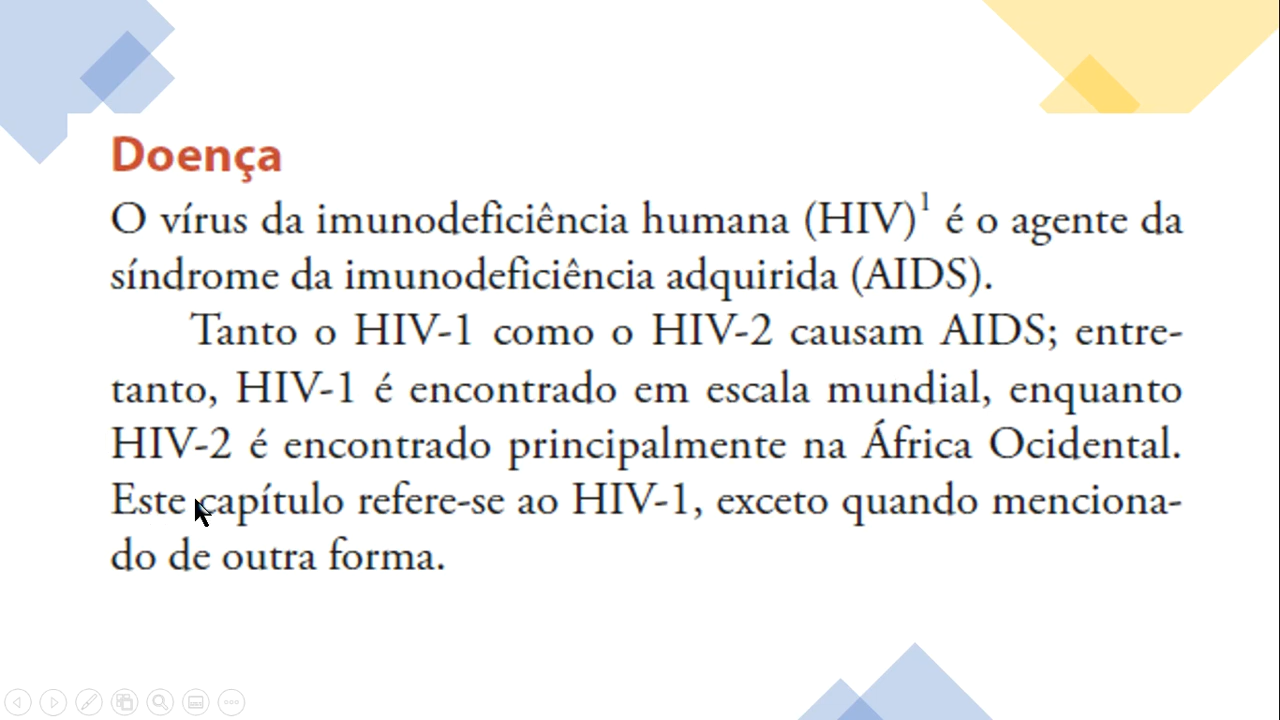 Doença
O vírus da imunodeficiência humana (HIV)¹ é o agente da
síndrome da imunodeficiência adquirida (AIDS).
Tanto o HIV-1 como o HIV-2 causam AIDS; entre-
tanto, HIV-1 é encontrado em escala mundial, enquanto
HIV-2 é encontrado principalmente na África Ocidental.
Este capítulo refere-se ao HIV-1, exceto quando menciona-
do de outra forma.